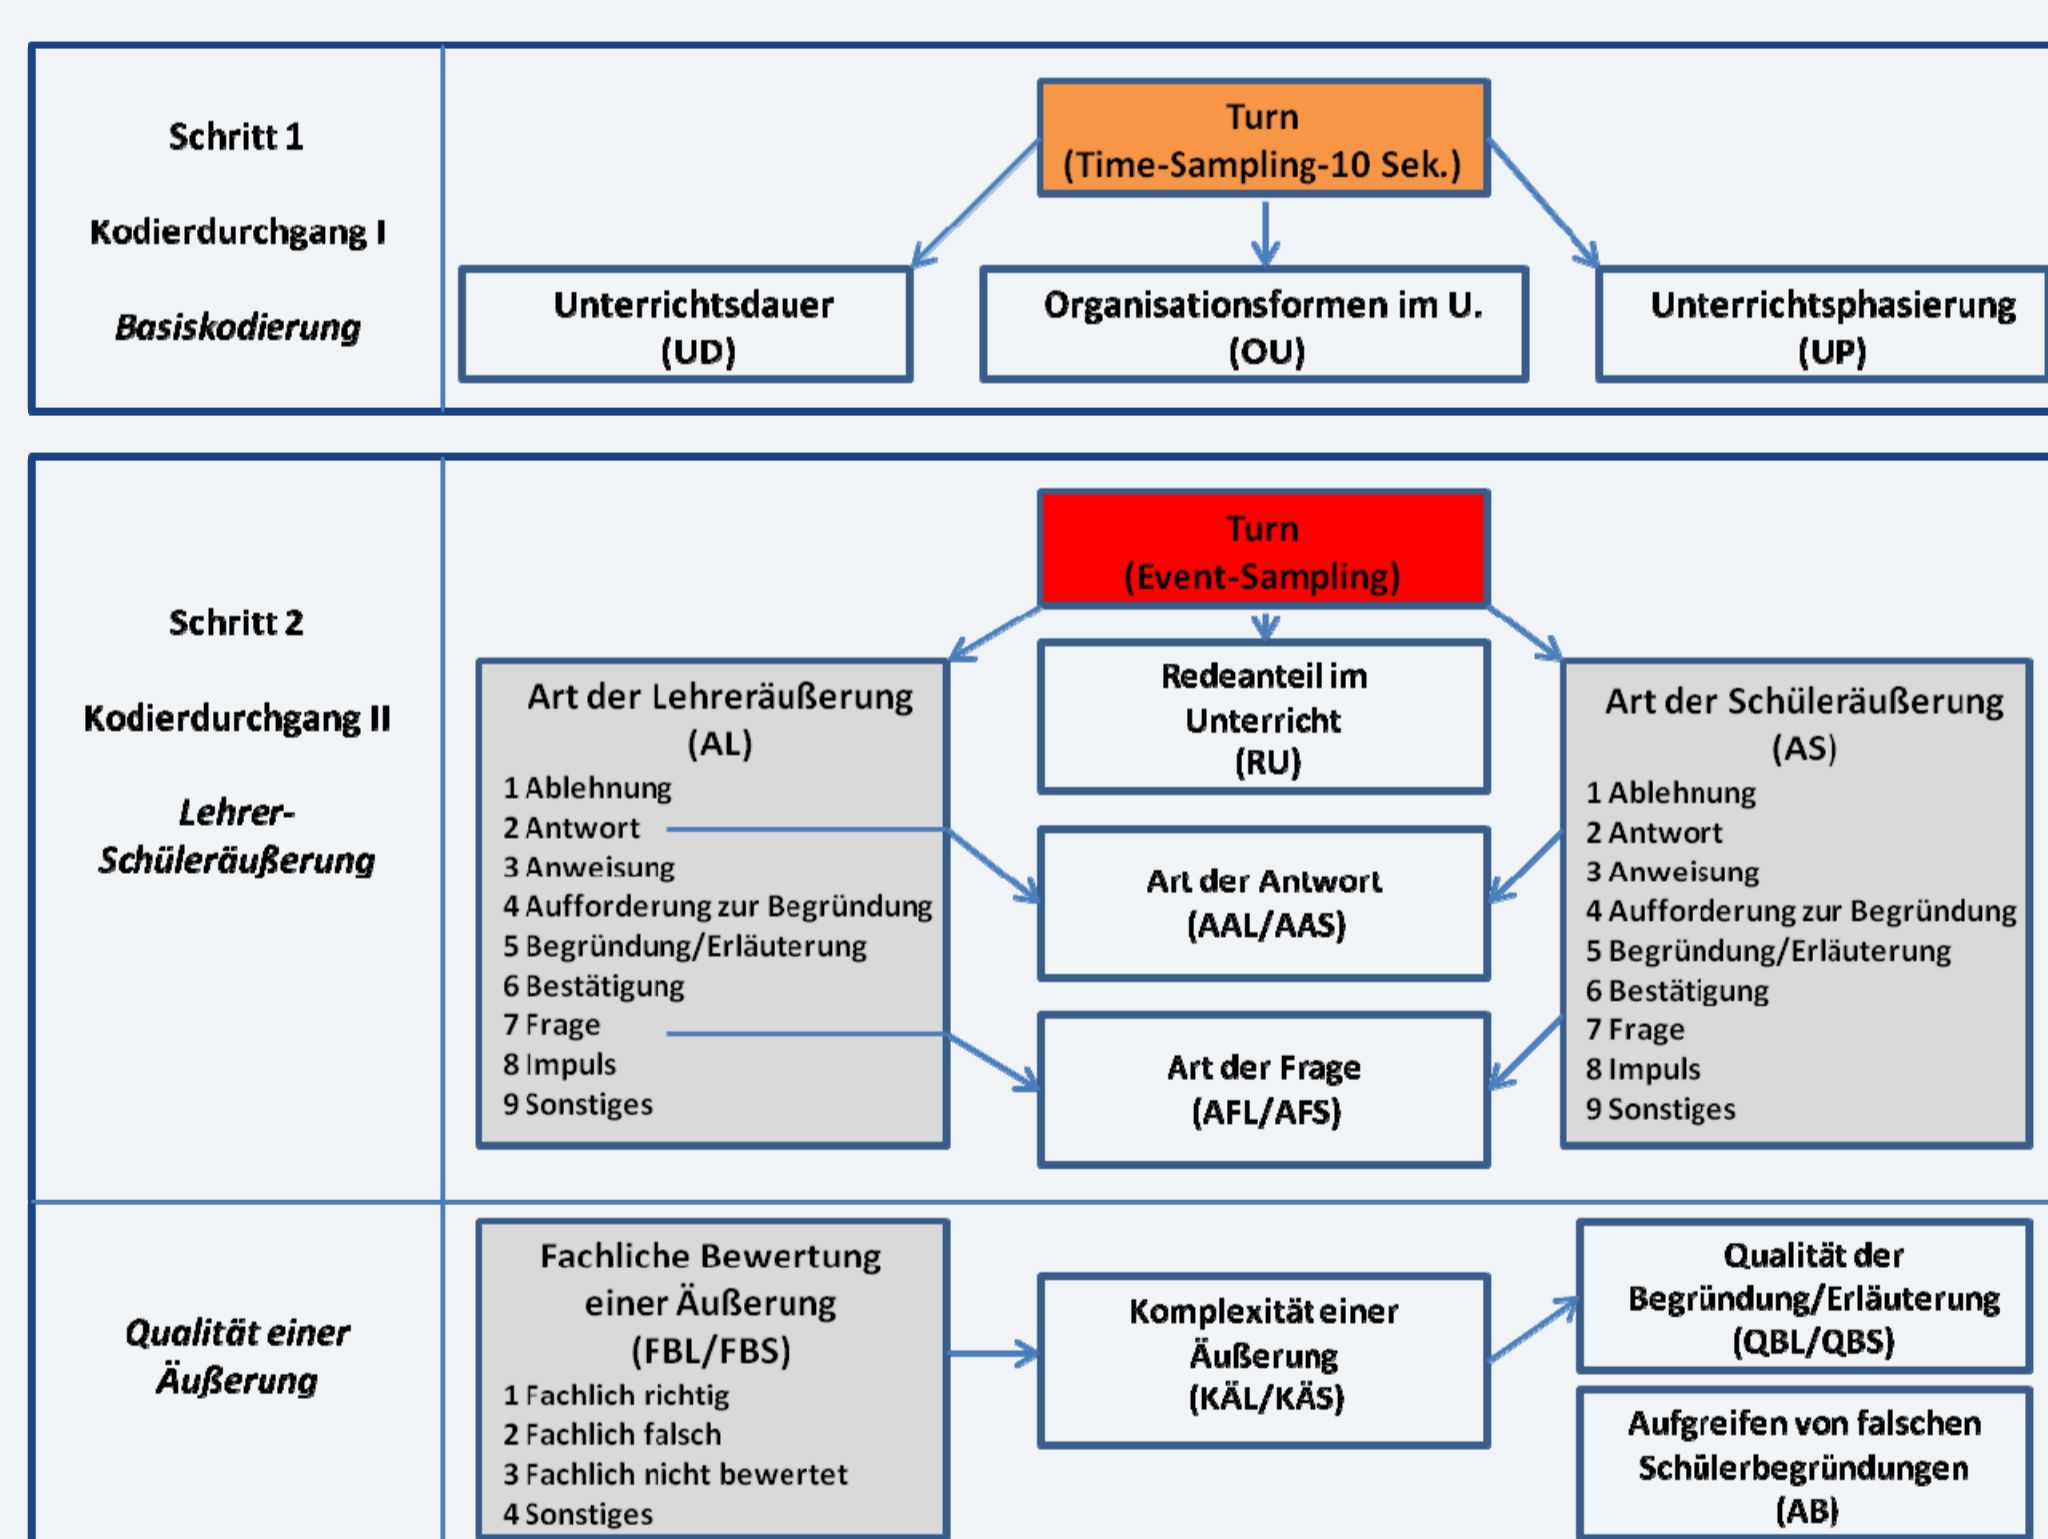 Schritt 1
Kodierdurchgang I
Basiskodierung
Turn
(Time-Sampling-10 Sek.)
Unterrichtsdauer
(UD)
Organisationsformen im U.
(OU)
Unterrichtsphasierung
(UP)
Schritt 2
Kodierdurchgang II
Lehrer-
Schüleräußerung
Turn
(Event-Sampling)
Art der Lehreräußerung
(AL)
1 Ablehnung
2 Antwort
3 Anweisung
4 Aufforderung zur Begründung
5 Begründung/Erläuterung
6 Bestätigung
7 Frage
8 Impuls
9 Sonstiges
Redeanteil im
Unterricht
(RU)
Art der Antwort
(AAL/AAS)
Art der Frage
(AFL/AFS)
Art der Schüleräußerung
(AS)
1 Ablehnung
2 Antwort
3 Anweisung
4 Aufforderung zur Begründung
5 Begründung/Erläuterung
6 Bestätigung
7 Frage
8 Impuls
9 Sonstiges
Qualität einer
Äußerung
Fachliche Bewertung
einer Äußerung
(FBL/FBS)
1 Fachlich richtig
2 Fachlich falsch
3 Fachlich nicht bewertet
4 Sonstiges
Komplexität einer
Äußerung
(KÄL/KÄS)
Qualität der
Begründung/Erläuterung
(QBL/QBS)
Aufgreifen von falschen
Schülerbegründungen
(AB)